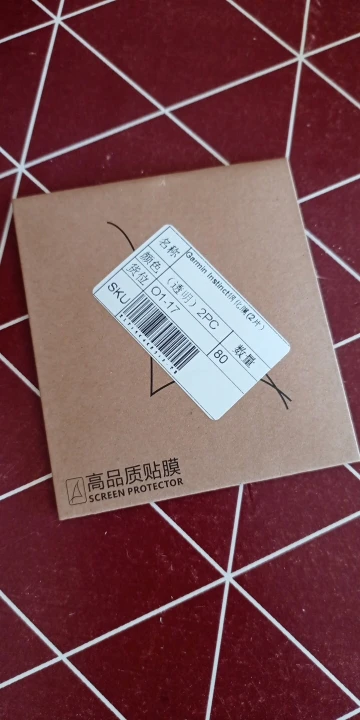 名称 Garmin Instinct钢化膜(2片)
颜色 (透明) 2PC
货位 O1.17 数量
SKU 80
高品质贴膜
SCREEN PROTECTOR